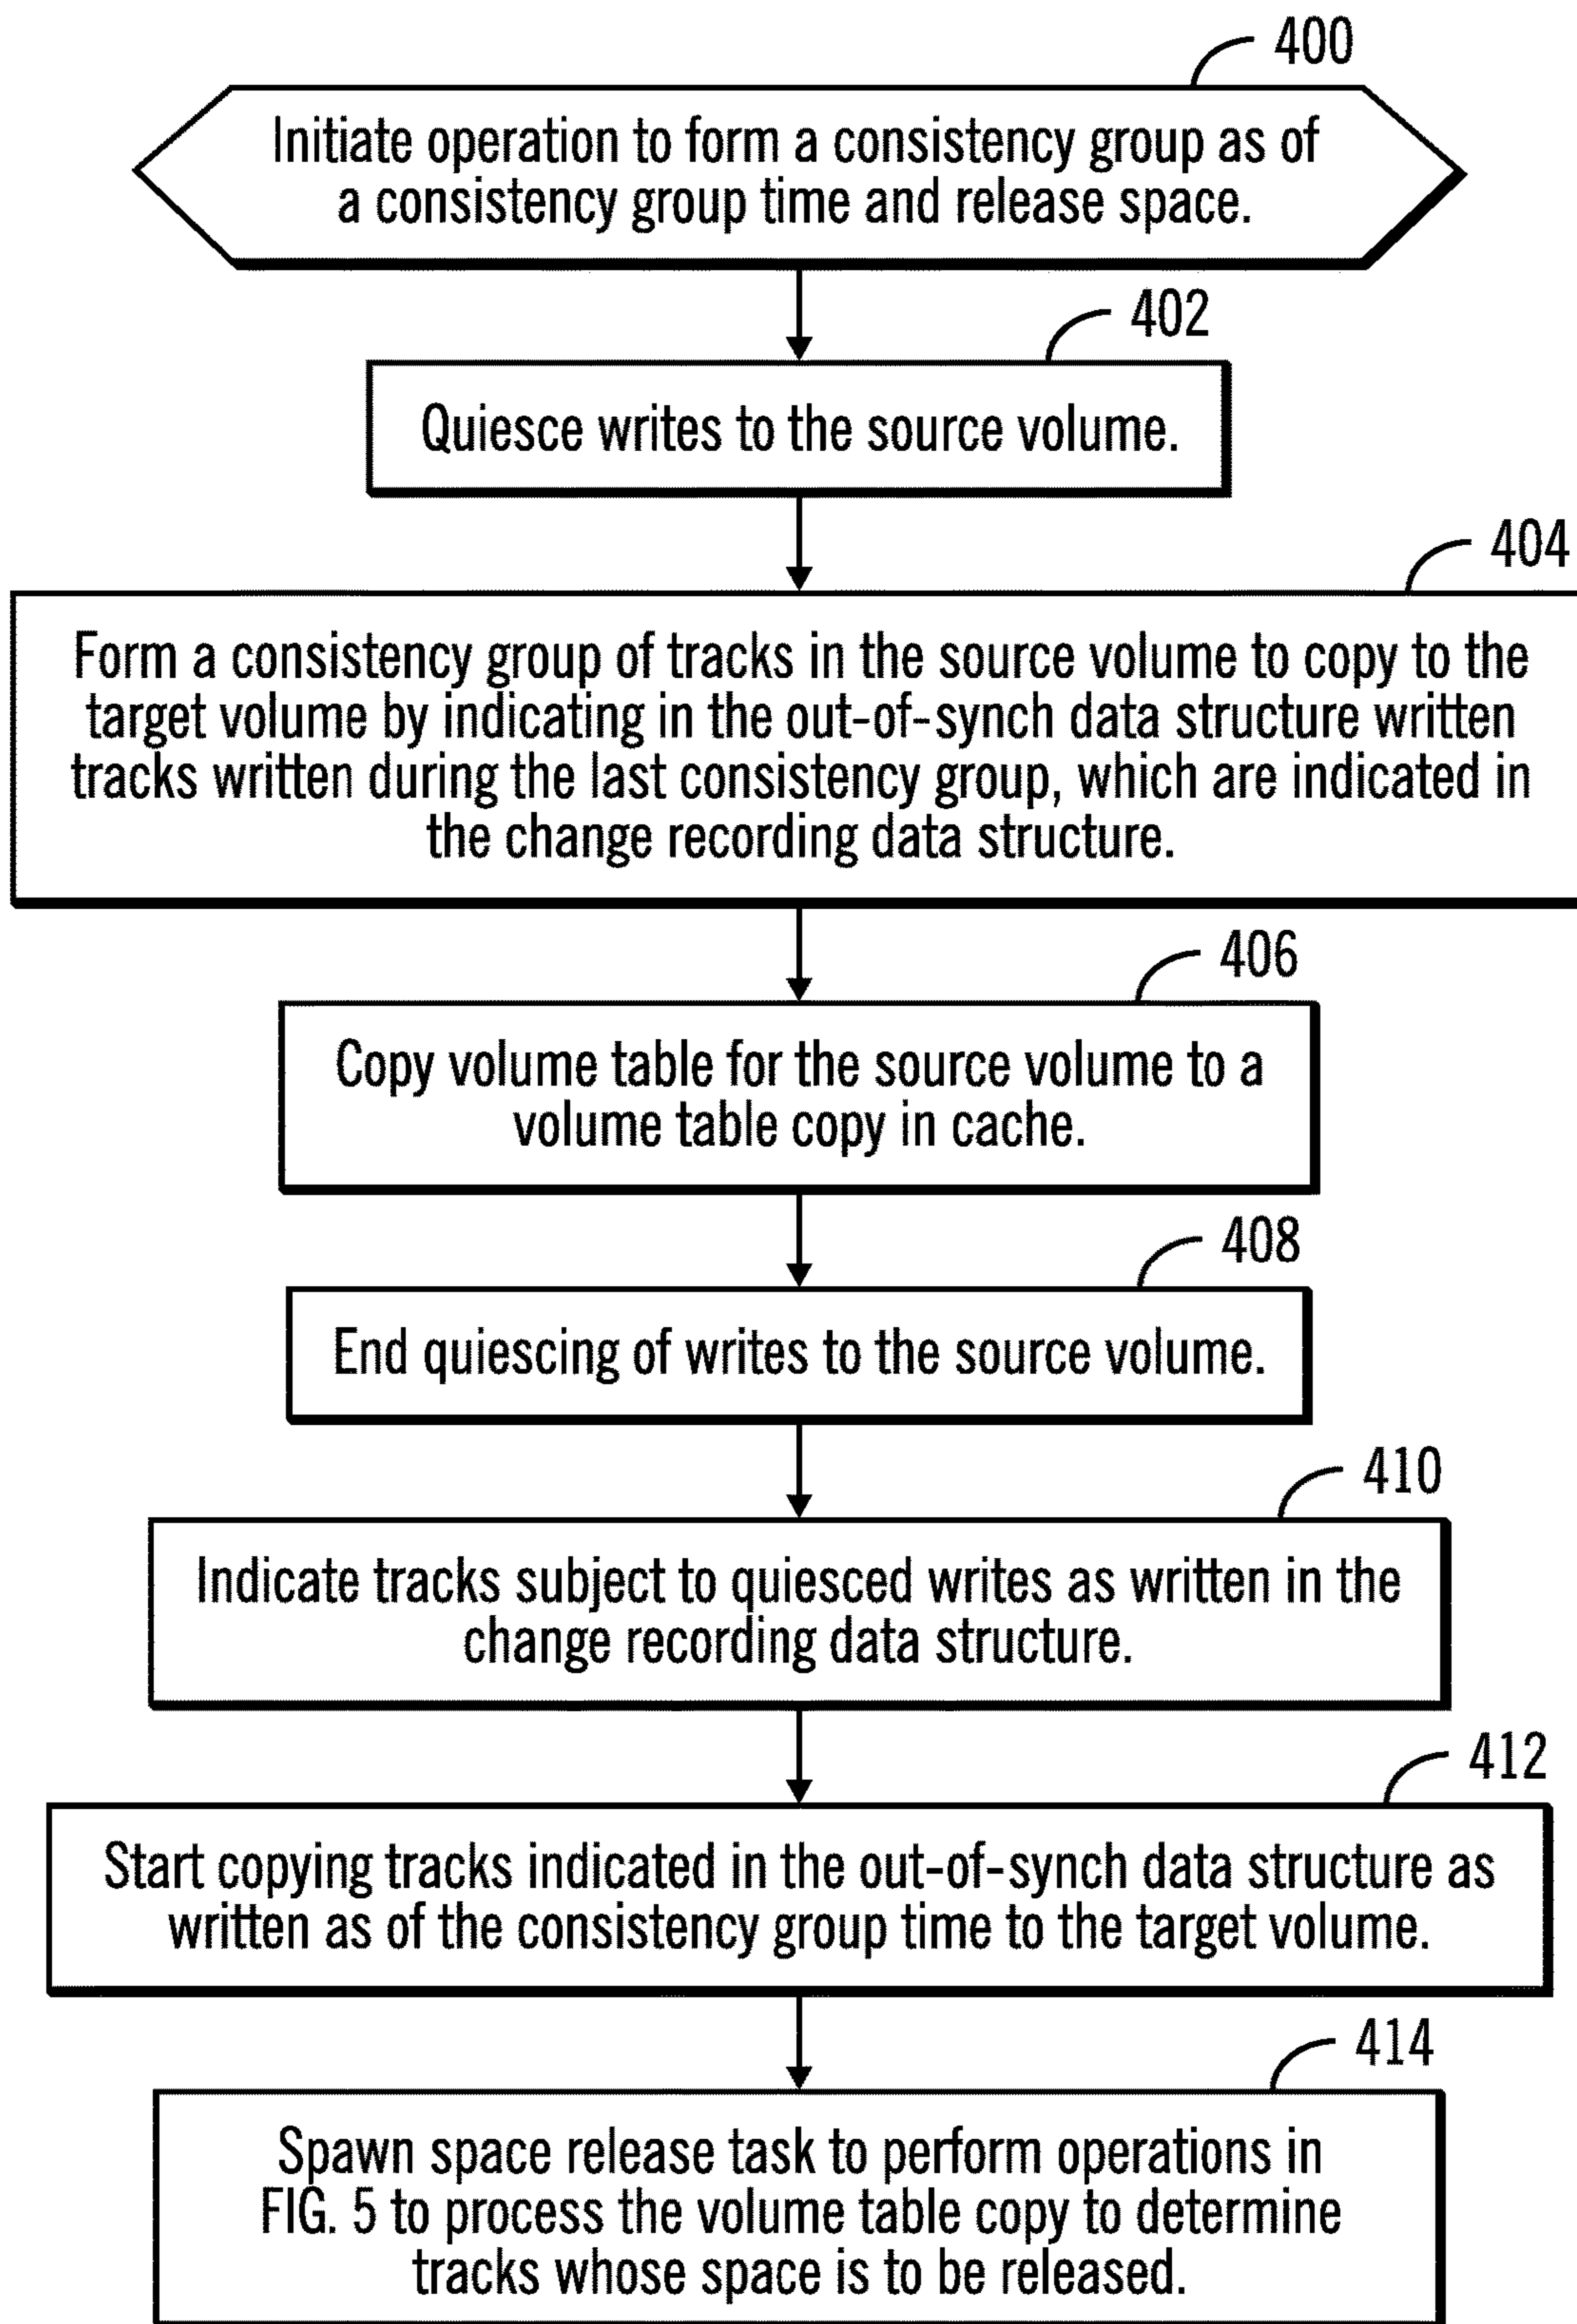 400
Initiate operation to form a consistency group as of
a consistency group time and release space.
402
Quiesce writes to the source volume.
404
Form a consistency group of tracks in the source volume to copy to the
target volume by indicating in the out-of-synch data structure written
tracks written during the last consistency group, which are indicated in
the change recording data structure.
406
Copy volume table for the source volume to a
volume table copy in cache.
408
End quiescing of writes to the source volume.
410
Indicate tracks subject to quiesced writes as written in the
change recording data structure.
412
Start copying tracks indicated in the out-of-synch data structure as
written as of the consistency group time to the target volume.
414
Spawn space release task to perform operations in
FIG. 5 to process the volume table copy to determine
tracks whose space is to be released.